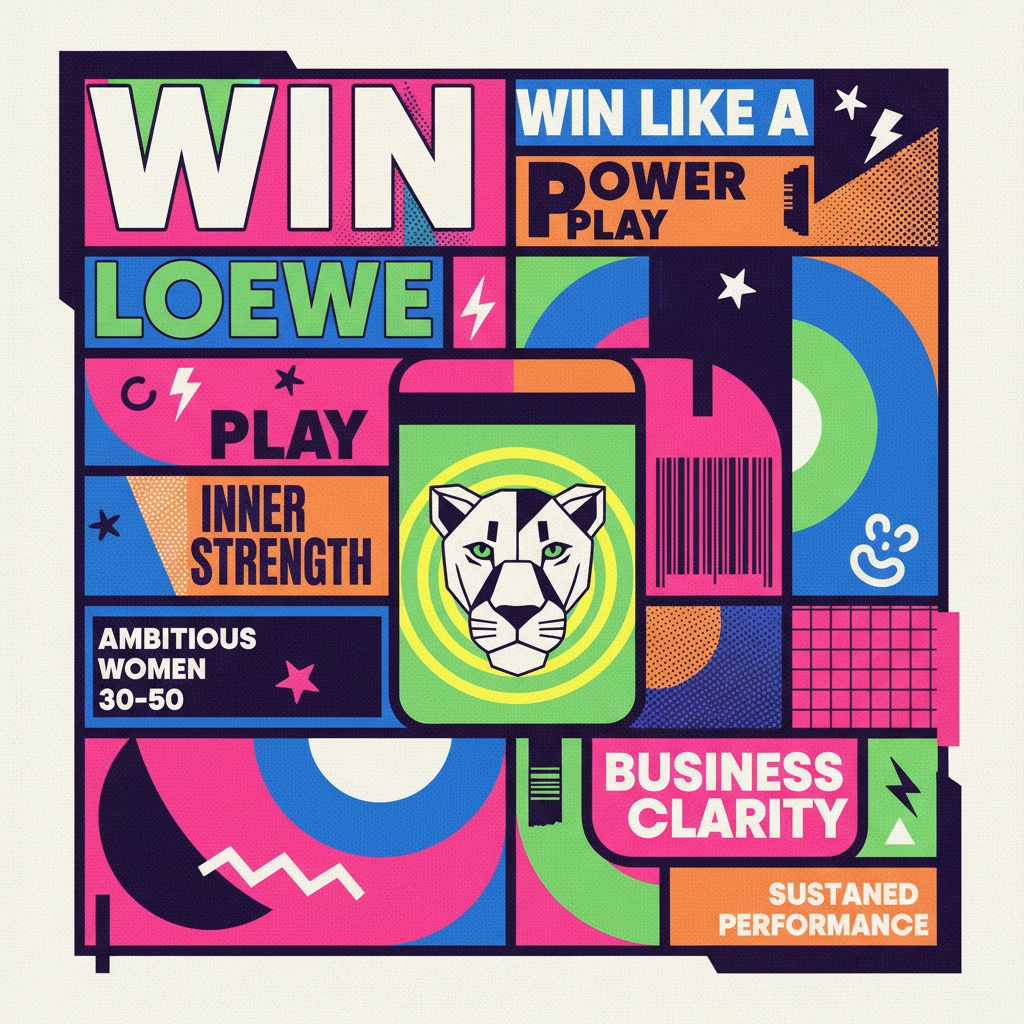 WIN
WIN LIKE A
POWER
PLAY
LOEWE
PLAY
INNER
STRENGTH
AMBITIOUS
WOMEN
30-50
BUSINESS
CLARITY
SUSTANED
PERFORMANCE